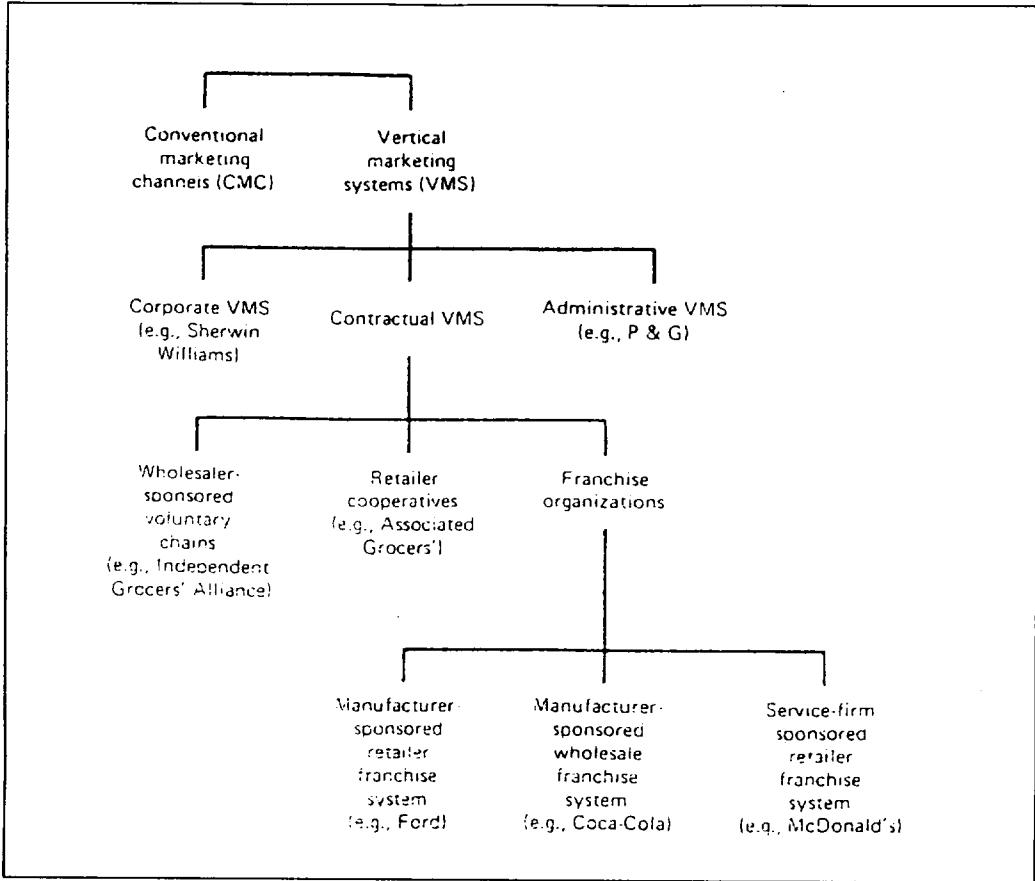 Conventional
marketing
channels (CMC)
Vertical
marketing
systems (VMS)
Corporate VMS
(e.g., Sherwin
Williams)
Contractual VMS
Administrative VMS
(e.g., P & G)
Wholesaler-
sponsored
voluntary
chains
(e.g., Independent
Grocers' Alliance)
Retailer
cooperatives
(e.g., Associated
Grocers')
Franchise
organizations
Manufacturer-
sponsored
retailer
franchise
system
(e.g., Ford)
Manufacturer-
sponsored
wholesale
franchise
system
(e.g., Coca-Cola)
Service-firm
sponsored
retailer
franchise
system
(e.g., McDonald's)